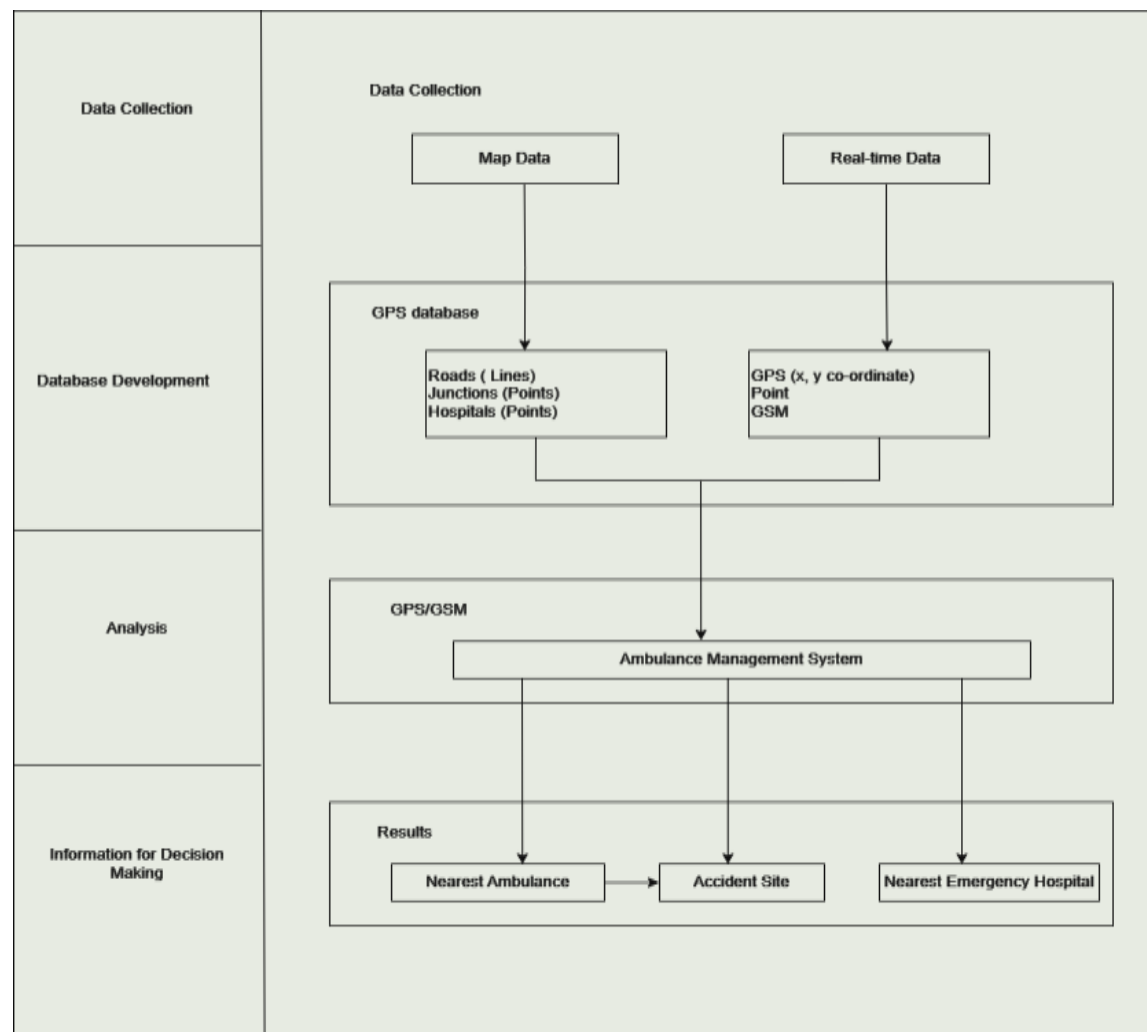 Data Collection
Data Collection
Map Data
Real-time Data
Database Development
GPS database
Roads ( Lines)
Junctions (Points)
Hospitals (Points)
GPS (x, y co-ordinate)
Point
GSM
Analysis
GPS/GSM
Ambulance Management System
Information for Decision
Making
Results
Nearest Ambulance
Accident Site
Nearest Emergency Hospital